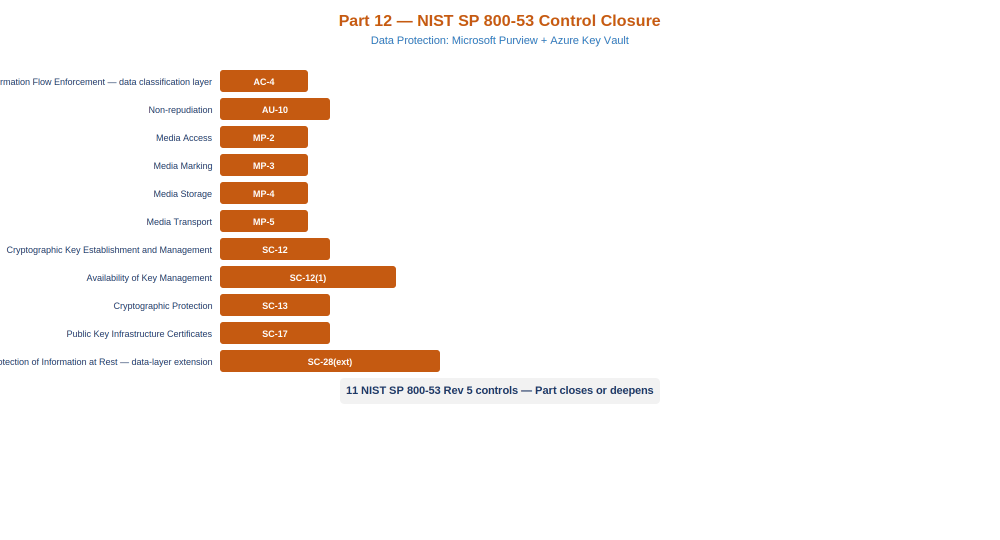 Part 12 — NIST SP 800-53 Control Closure
Data Protection: Microsoft Purview + Azure Key Vault
rmation Flow Enforcement — data classification layer AC-4
Non-repudiation AU-10
Media Access MP-2
Media Marking MP-3
Media Storage MP-4
Media Transport MP-5
Cryptographic Key Establishment and Management SC-12
Availability of Key Management SC-12(1)
Cryptographic Protection SC-13
Public Key Infrastructure Certificates SC-17
otection of Information at Rest — data-layer extension SC-28(ext)
11 NIST SP 800-53 Rev 5 controls — Part closes or deepens